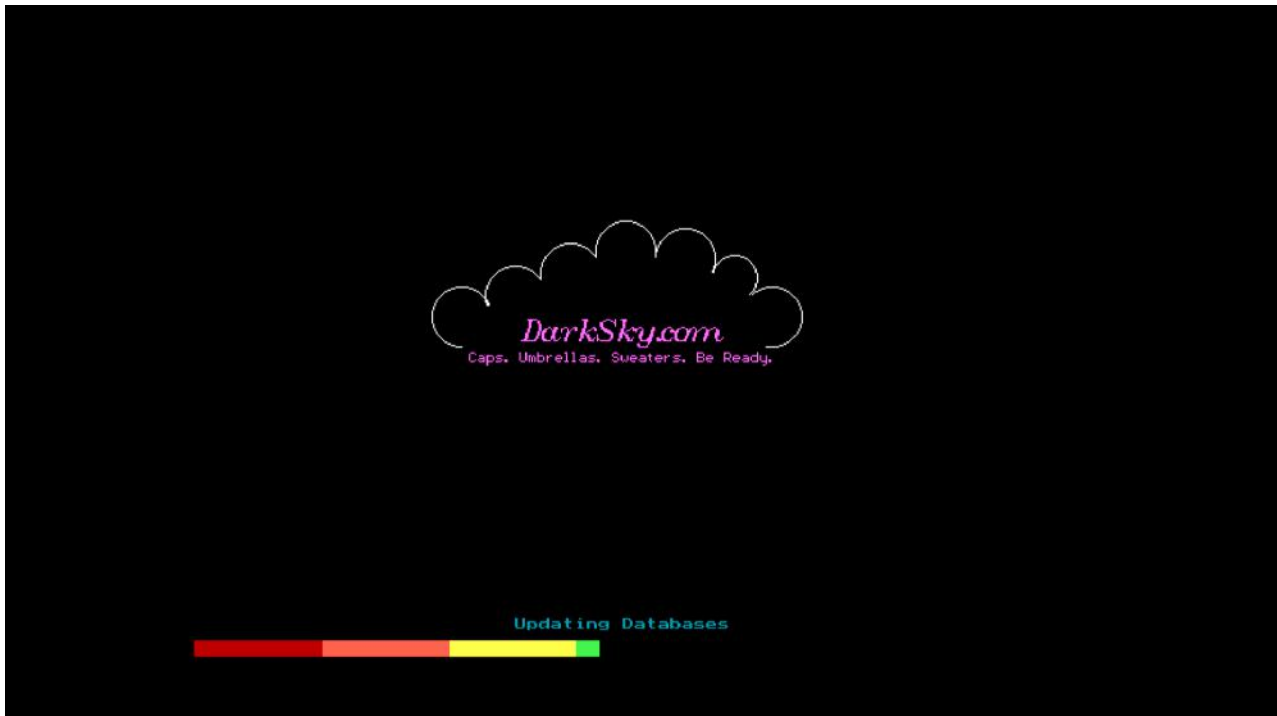 DarkSky.com
Caps. Umbrellas. Sweaters. Be Ready.
Updating Databases